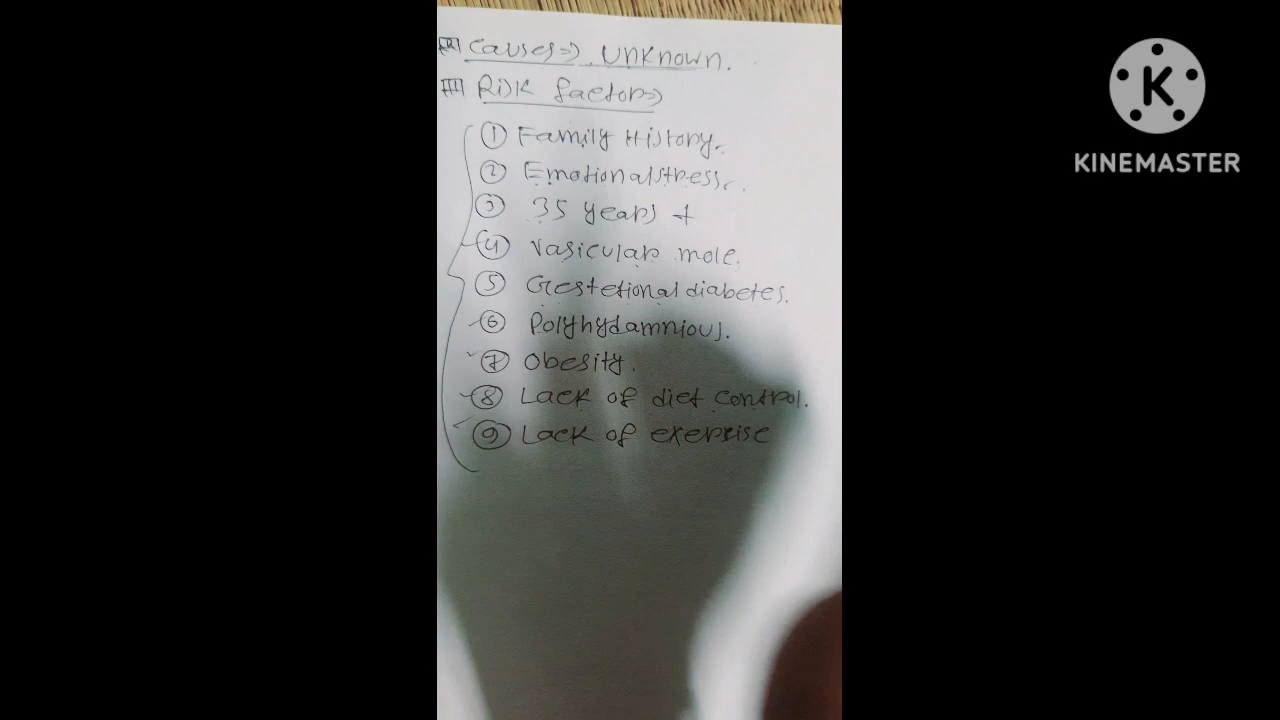 Causes => Unknown.
Risk factors =>
① Family History.
② Emotional stress.
③ 35 years +
④ Vasicular mole.
⑤ Gestetional diabetes.
⑥ Polyhydamnious.
⑦ Obesity.
⑧ Lack of diet control.
⑨ Lack of exersise
K
KINEMASTER